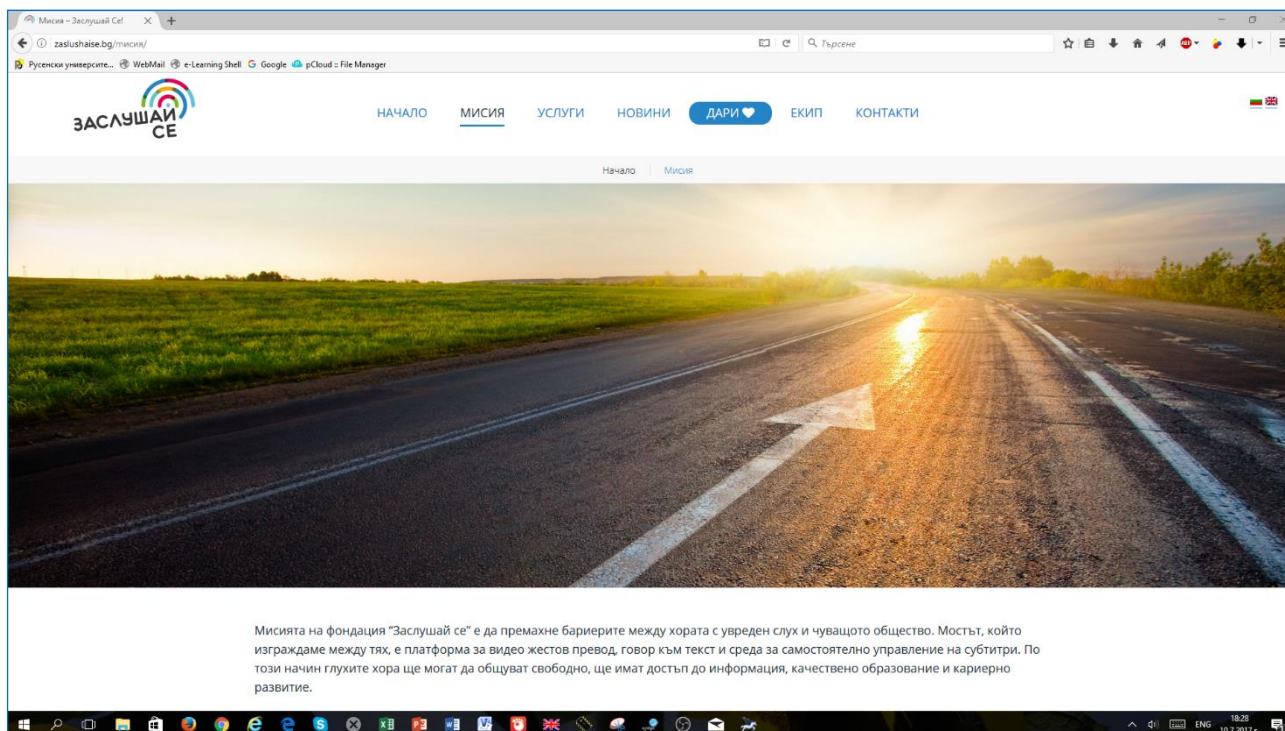 Мисия – Заслушай Се!
zaslushaise.bg/мисия/
Търсене
Русенски университе... WebMail e-Learning Shell Google pCloud :: File Manager
ЗАСЛУШАЙ
СЕ
НАЧАЛО МИСИЯ УСЛУГИ НОВИНИ ДАРИ ЕКИП КОНТАКТИ
Начало Мисия
Мисията на фондация “Заслушай се” е да премахне бариерите между хората с увреден слух и чуващото общество. Мостът, който
изграждаме между тях, е платформа за видео жестов превод, говор към текст и среда за самостоятелно управление на субтитри. По
този начин глухите хора ще могат да общуват свободно, ще имат достъп до информация, качествено образование и кариерно
развитие.
ENG
18:28
10.7.2017 г.